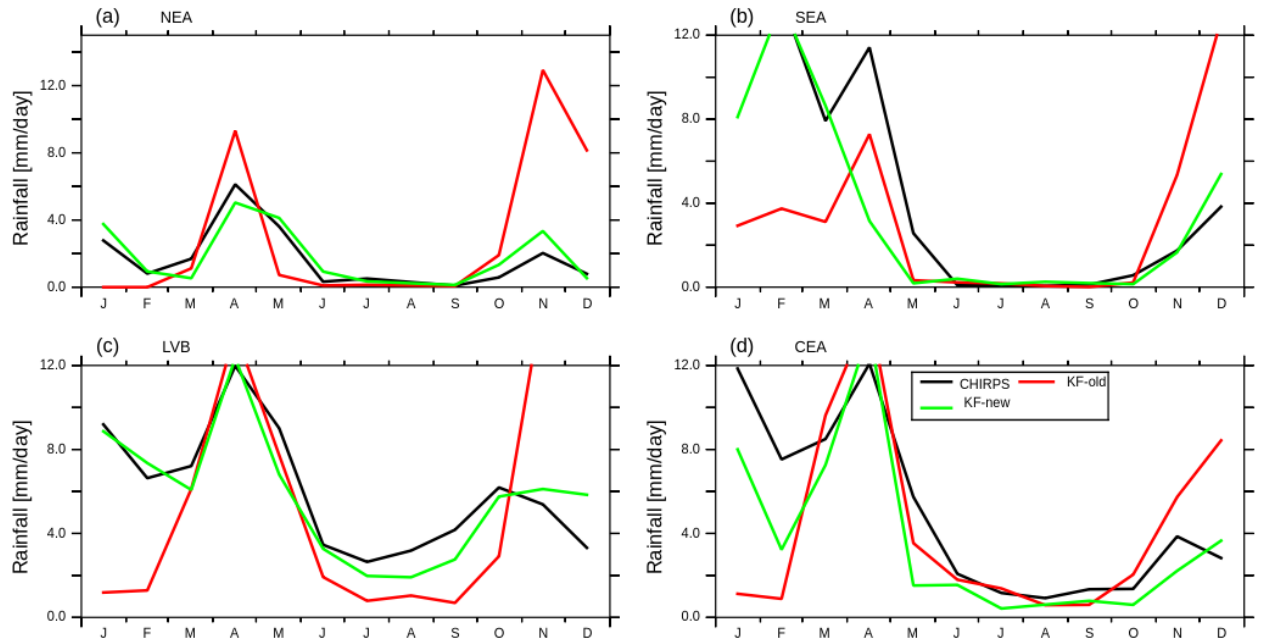 (a) NEA
Rainfall [mm/day]
12.0
8.0
4.0
0.0
J F M A M J J A S O N D
(b) SEA
Rainfall [mm/day]
12.0
8.0
4.0
0.0
J F M A M J J A S O N D
(c) LVB
Rainfall [mm/day]
12.0
8.0
4.0
0.0
J F M A M J J A S O N D
(d) CEA
Rainfall [mm/day]
12.0
8.0
4.0
0.0
CHIRPS KF-old
KF-new
J F M A M J J A S O N D